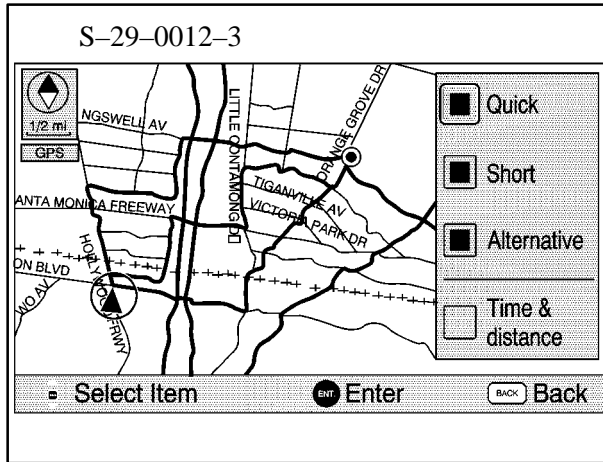 S–29–0012–3
1/2 mi
GPS
NGSWELL AV
LITTLE CONTAMONG D
ORANGE GROVE DR
TIGANVILLE AV
VICTORIA PARK DR
ANTA MONICA FREEWAY
HOLLYWOOD FRWY
ON BLVD
WO AV
Quick
Short
Alternative
Time &
distance
Select Item
ENT.
Enter
BACK
Back